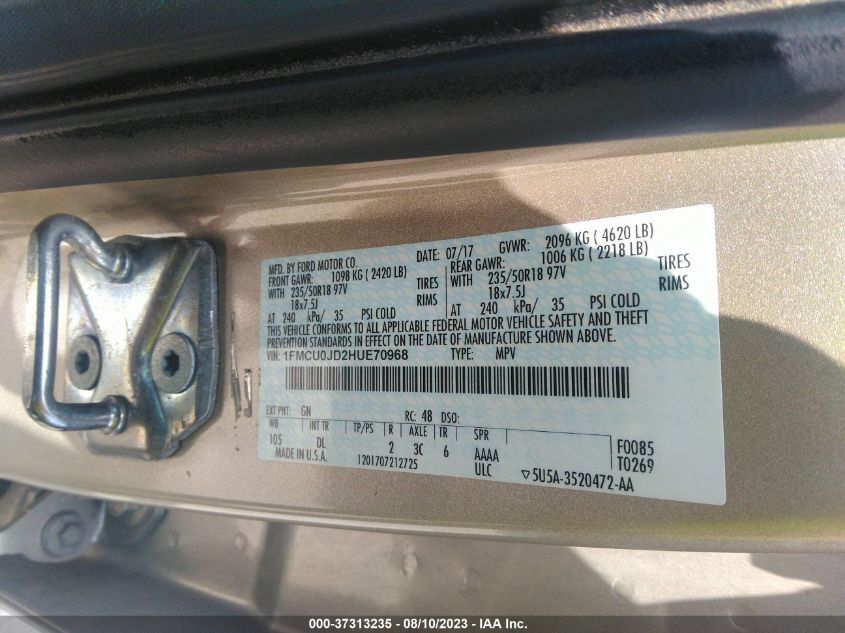 MFD. BY FORD MOTOR CO. DATE: 07/17 GVWR: 2096 KG ( 4620 LB)
FRONT GAWR: 1098 KG ( 2420 LB) REAR GAWR: 1006 KG ( 2218 LB)
WITH 235/50R18 97V TIRES WITH 235/50R18 97V TIRES
18x7.5J RIMS 18x7.5J RIMS
AT 240 kPa/ 35 PSI COLD AT 240 kPa/ 35 PSI COLD
THIS VEHICLE CONFORMS TO ALL APPLICABLE FEDERAL MOTOR VEHICLE SAFETY AND THEFT
PREVENTION STANDARDS IN EFFECT ON THE DATE OF MANUFACTURE SHOWN ABOVE.
VIN: 1FMCU0JD2HUE70968 TYPE: MPV
EXT PNT: GN RC: 48 DSO:
WB INT TR TP/PS R AXLE TR SPR
105 DL 2 3C 6 AAAA F0085
MADE IN U.S.A. 1201707212725 ULC T0269
▽5U5A-3520472-AA
000-37313235 - 08/10/2023 - IAA Inc.